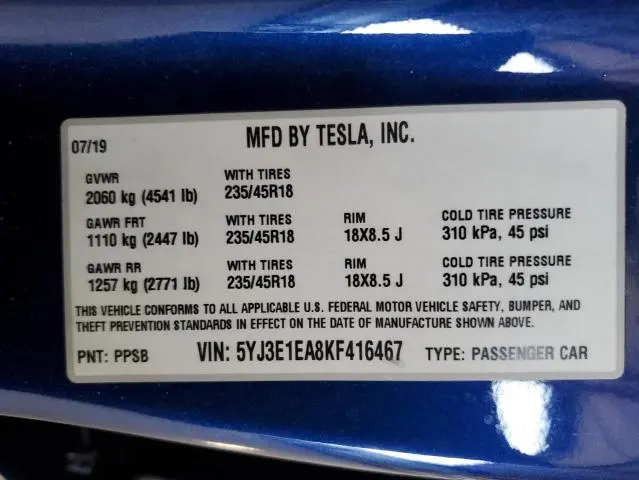 07/19 MFD BY TESLA, INC.
GVWR WITH TIRES
2060 kg (4541 lb) 235/45R18
GAWR FRT WITH TIRES RIM COLD TIRE PRESSURE
1110 kg (2447 lb) 235/45R18 18X8.5 J 310 kPa, 45 psi
GAWR RR WITH TIRES RIM COLD TIRE PRESSURE
1257 kg (2771 lb) 235/45R18 18X8.5 J 310 kPa, 45 psi
THIS VEHICLE CONFORMS TO ALL APPLICABLE U.S. FEDERAL MOTOR VEHICLE SAFETY, BUMPER, AND
THEFT PREVENTION STANDARDS IN EFFECT ON THE DATE OF MANUFACTURE SHOWN ABOVE.
PNT: PPSB VIN: 5YJ3E1EA8KF416467 TYPE: PASSENGER CAR